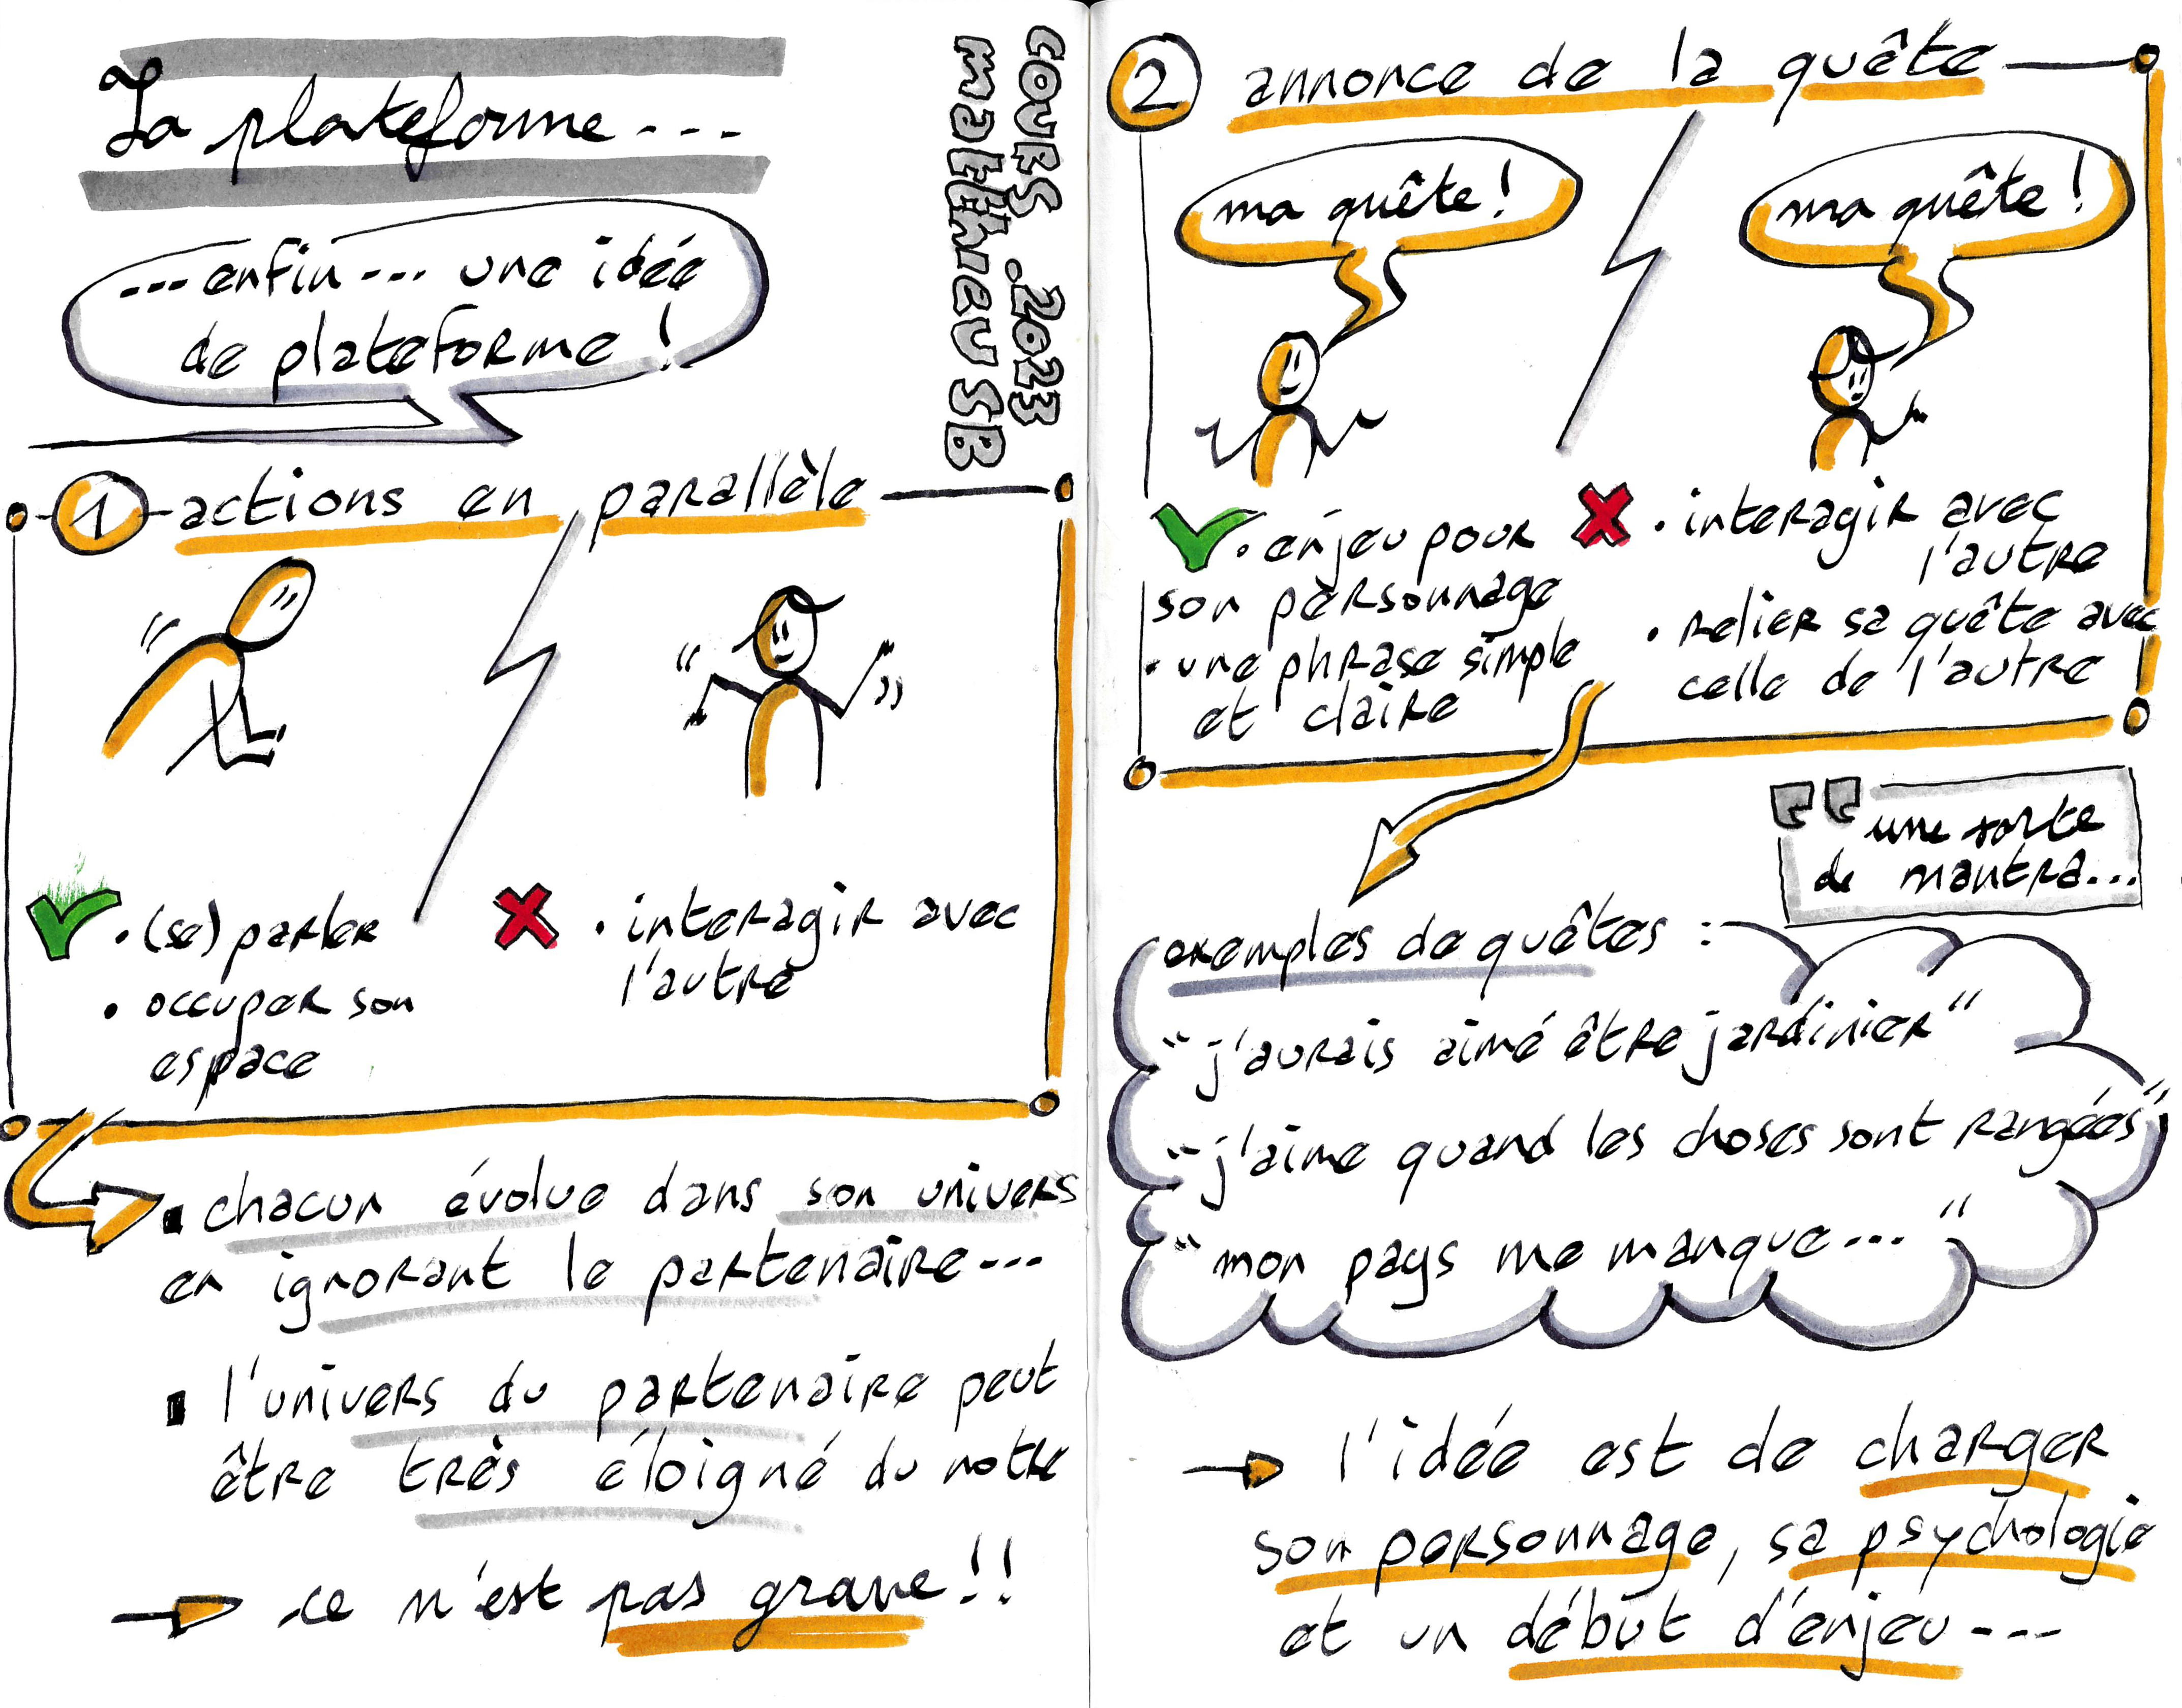 La plateforme...
...enfin... une idée
de plateforme !
cours .2023
matthieu SB
1 actions en parallèle
• (se) parler
• occuper son
espace
• interagir avec
l'autre
▪ chacun évolue dans son univers
en ignorant le partenaire...
▪ l'univers du partenaire peut
être très éloigné du notre
ce n'est pas grave !!
2 annonce de la quête
ma quête !
ma quête !
• enjeu pour
son personnage
• une phrase simple
et claire
• interagir avec
l'autre
• relier sa quête avec
celle de l'autre
une sorte
de mantra...
exemples de quêtes :
"j'aurais aimé être jardinier"
"j'aime quand les choses sont rangées"
"mon pays me manque..."
l'idée est de charger
son personnage, sa psychologie
et un début d'enjeu...